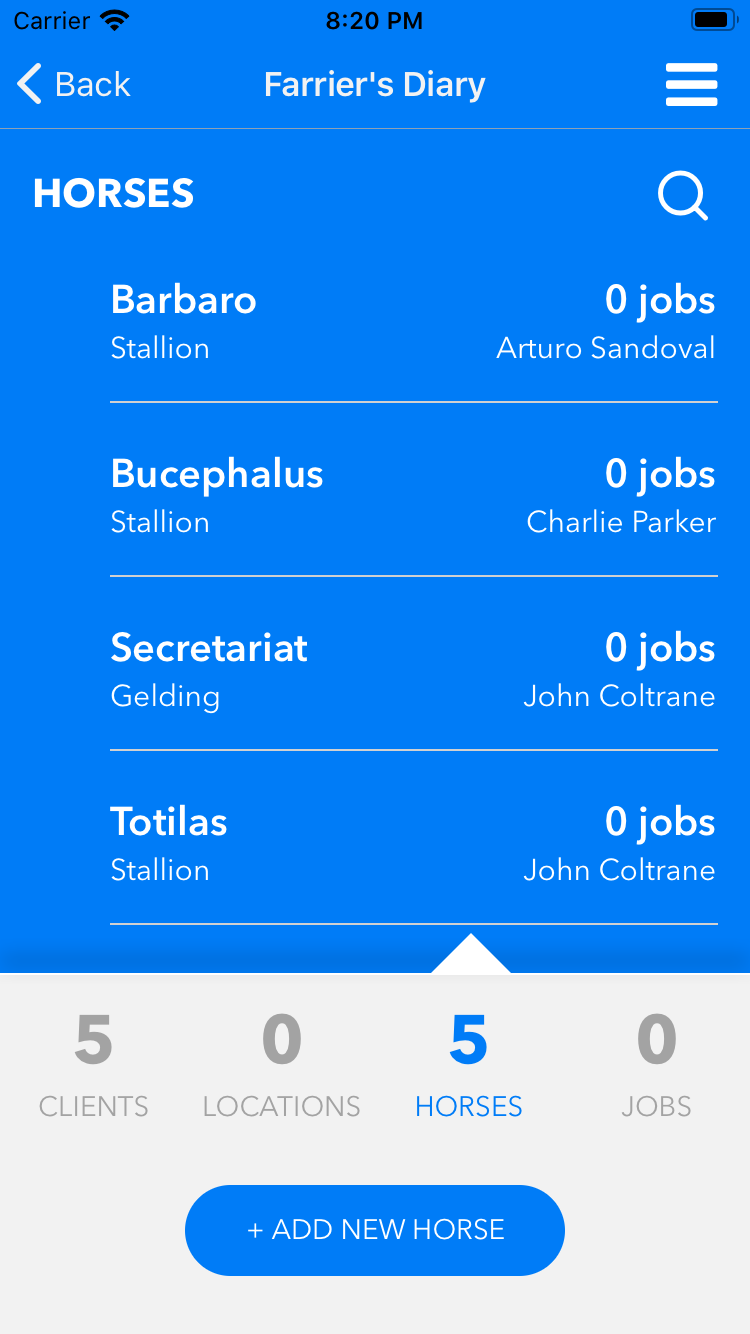 Carrier 8:20 PM
Back Farrier's Diary
HORSES
Barbaro 0 jobs
Stallion Arturo Sandoval
Bucephalus 0 jobs
Stallion Charlie Parker
Secretariat 0 jobs
Gelding John Coltrane
Totilas 0 jobs
Stallion John Coltrane
5 0 5 0
CLIENTS LOCATIONS HORSES JOBS
+ ADD NEW HORSE